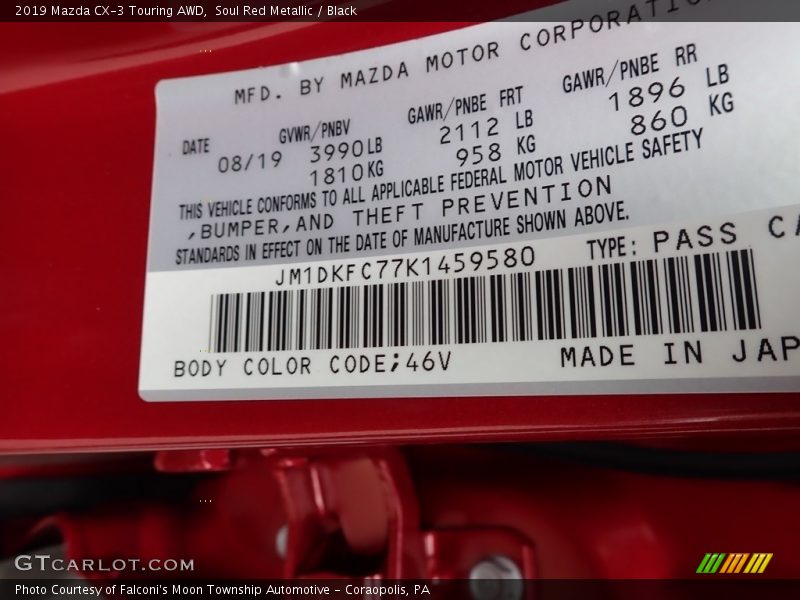 2019 Mazda CX-3 Touring AWD, Soul Red Metallic / Black
MFD. BY MAZDA MOTOR CORPORATION
DATE GVWR/PNBV GAWR/PNBE FRT GAWR/PNBE RR
08/19 3990LB 2112 LB 1896 LB
1810KG 958 KG 860 KG
THIS VEHICLE CONFORMS TO ALL APPLICABLE FEDERAL MOTOR VEHICLE SAFETY
,BUMPER,AND THEFT PREVENTION
STANDARDS IN EFFECT ON THE DATE OF MANUFACTURE SHOWN ABOVE.
JM1DKFC77K1459580 TYPE: PASS CA
BODY COLOR CODE;46V MADE IN JAP
GTCARLOT.COM
Photo Courtesy of Falconi's Moon Township Automotive - Coraopolis, PA